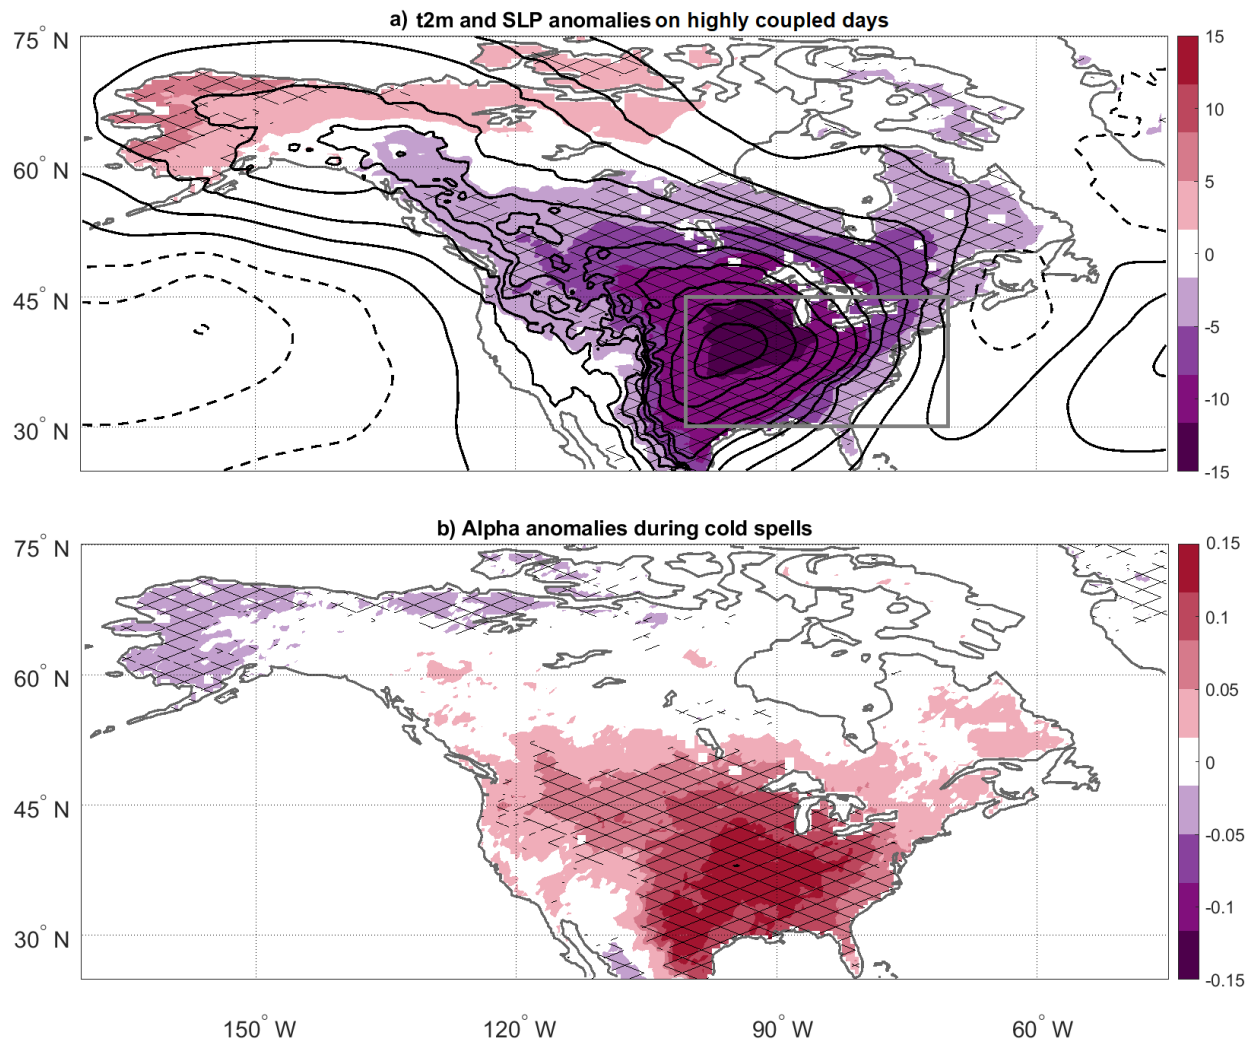 a) t2m and SLP anomalies on highly coupled days
75° N
60° N
45° N
30° N
15
10
5
0
-5
-10
-15
b) Alpha anomalies during cold spells
75° N
60° N
45° N
30° N
150° W
120° W
90° W
60° W
0.15
0.1
0.05
0
-0.05
-0.1
-0.15